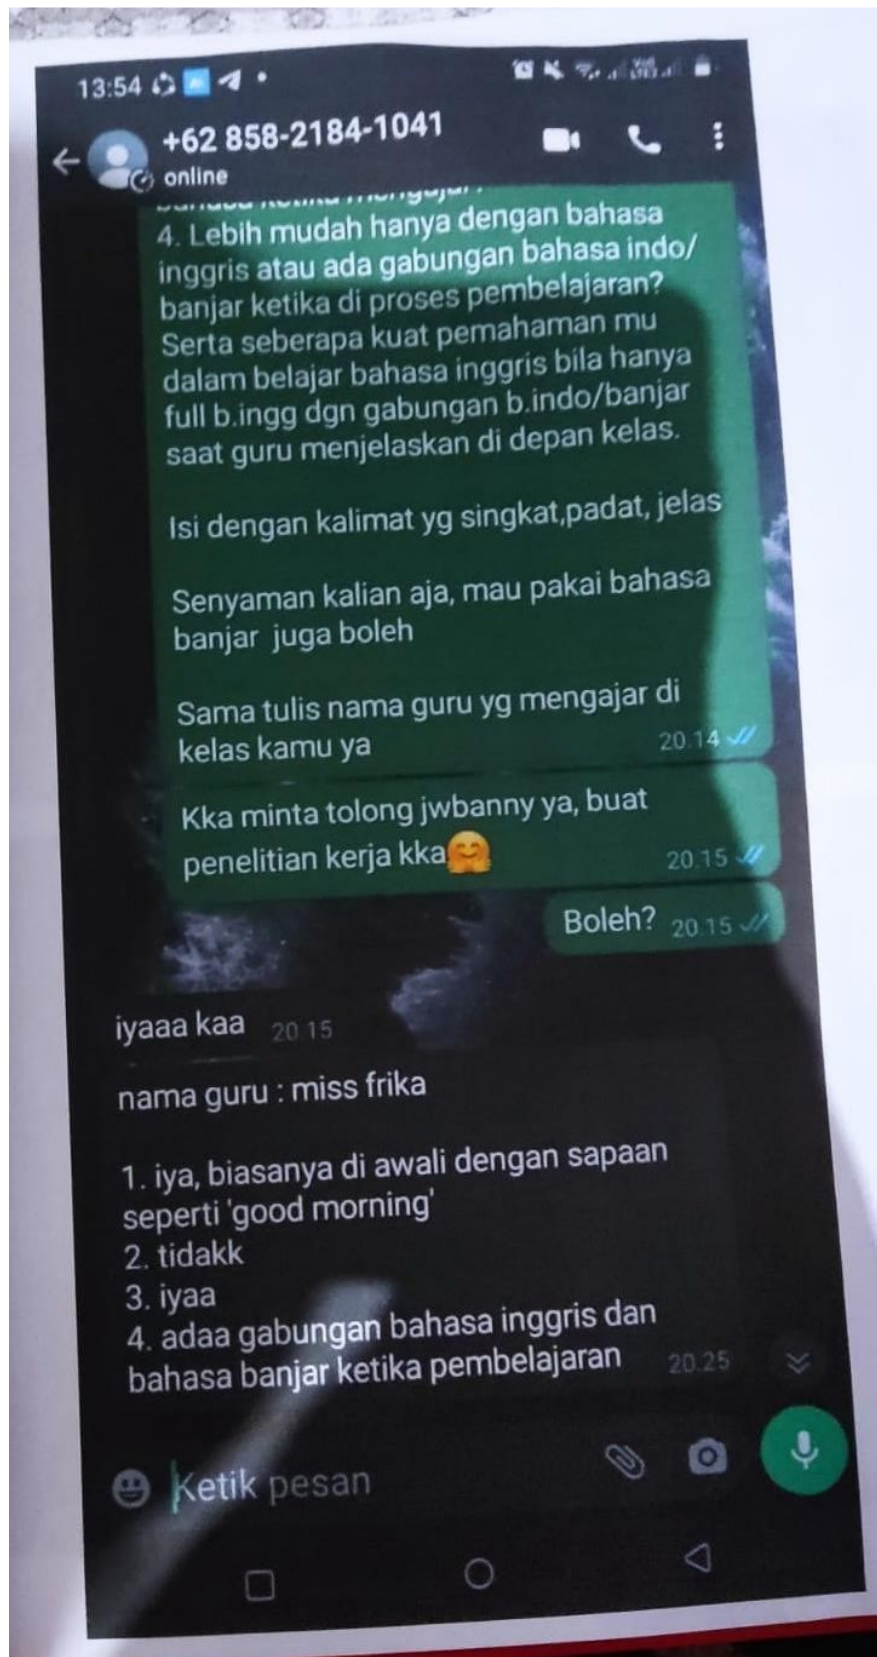 13:54
+62 858-2184-1041
online
4. Lebih mudah hanya dengan bahasa
inggris atau ada gabungan bahasa indo/
banjar ketika di proses pembelajaran?
Serta seberapa kuat pemahaman mu
dalam belajar bahasa inggris bila hanya
full b.ingg dgn gabungan b.indo/banjar
saat guru menjelaskan di depan kelas.
Isi dengan kalimat yg singkat,padat, jelas
Senyaman kalian aja, mau pakai bahasa
banjar juga boleh
Sama tulis nama guru yg mengajar di
kelas kamu ya 20.14
Kka minta tolong jwbanny ya, buat
penelitian kerja kka🤗 20.15
Boleh? 20.15
iyaaa kaa 20.15
nama guru : miss frika
1. iya, biasanya di awali dengan sapaan
seperti 'good morning'
2. tidakk
3. iyaa
4. adaa gabungan bahasa inggris dan
bahasa banjar ketika pembelajaran 20.25
Ketik pesan